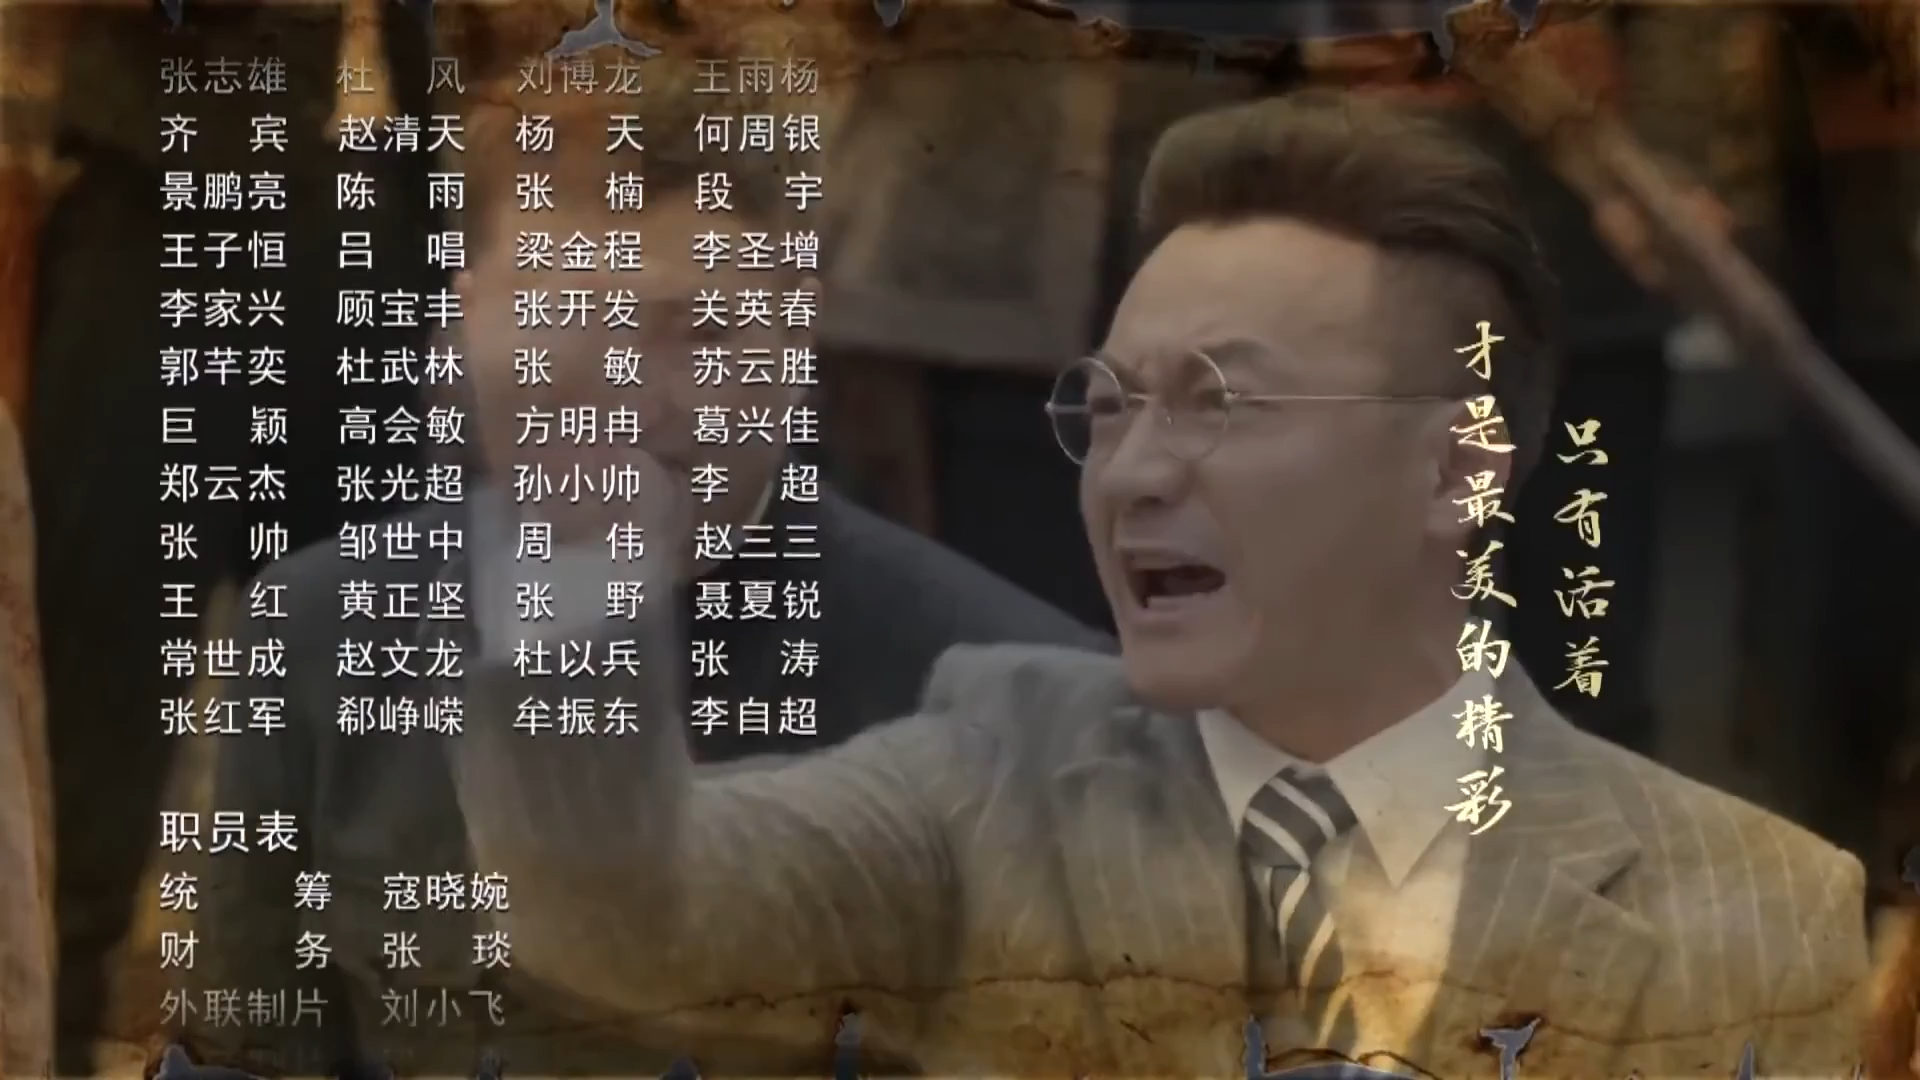 张志雄 杜风 刘博龙 王雨杨
齐宾 赵清天 杨天 何周银
景鹏亮 陈雨 张楠 段宇
王子恒 吕唱 梁金程 李圣增
李家兴 顾宝丰 张开发 关英春
郭芊奕 杜武林 张敏 苏云胜
巨颖 高会敏 方明冉 葛兴佳
郑云杰 张光超 孙小帅 李超
张帅 邹世中 周伟 赵三三
王红 黄正坚 张野 聂夏锐
常世成 赵文龙 杜以兵 张涛
张红军 郗峥嵘 牟振东 李自超
职员表
统筹 寇晓婉
财务 张琰
外联制片 刘小飞
只有活着
才是最美的精彩